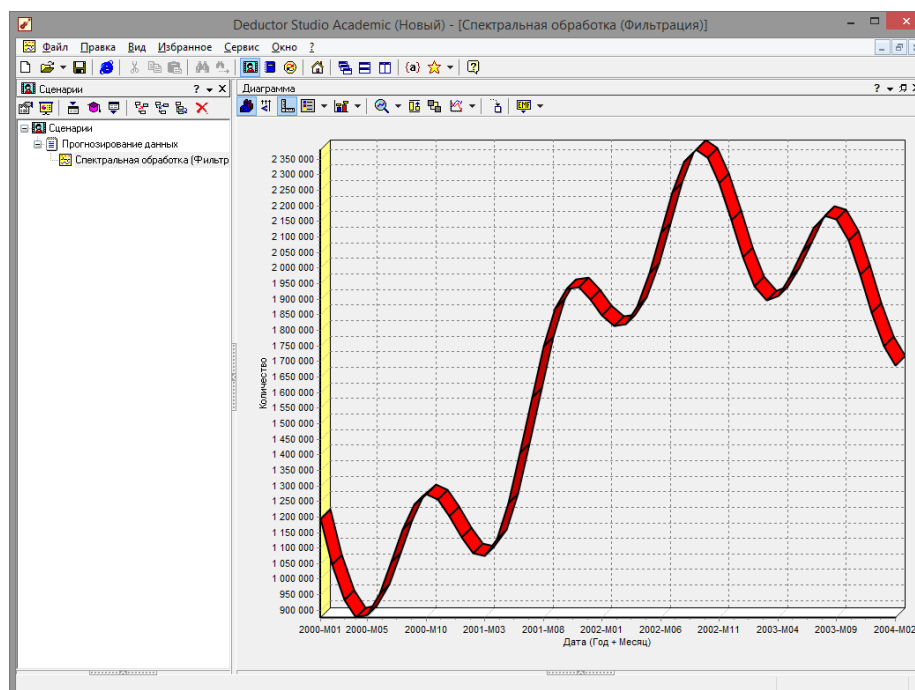 Deductor Studio Academic (Новый) - [Спектральная обработка (Фильтрация)]
Файл Правка Вид Избранное Сервис Окно ?
Сценарии
Диаграмма
Сценарии
Прогнозирование данных
Спектральная обработка (Фильтр
2 350 000
2 300 000
2 250 000
2 200 000
2 150 000
2 100 000
2 050 000
2 000 000
1 950 000
1 900 000
1 850 000
1 800 000
1 750 000
1 700 000
1 650 000
1 600 000
1 550 000
1 500 000
1 450 000
1 400 000
1 350 000
1 300 000
1 250 000
1 200 000
1 150 000
1 100 000
1 050 000
1 000 000
950 000
900 000
Количество
2000-M01 2000-M05 2000-M10 2001-M03 2001-M08 2002-M01 2002-M06 2002-M11 2003-M04 2003-M09 2004-M02
Дата (Год + Месяц)